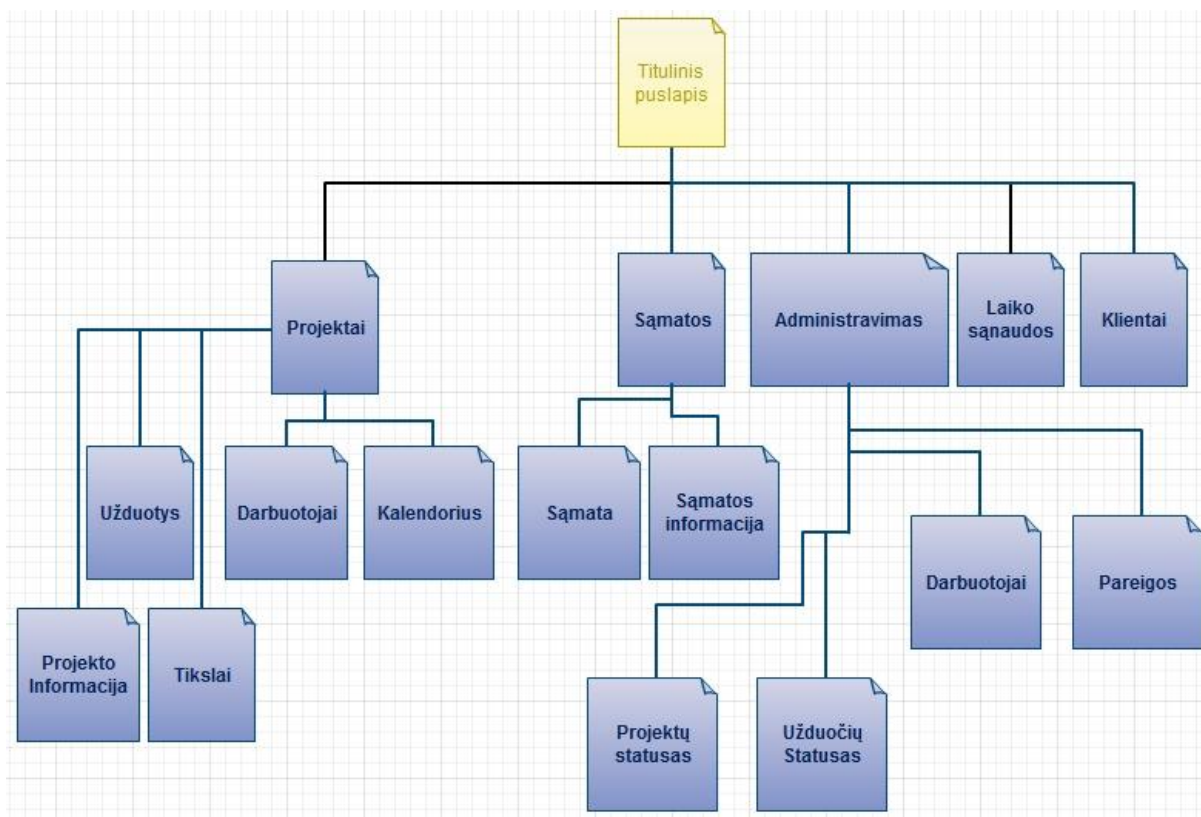 Titulinis
puslapis
Projektai
Sąmatos
Administravimas
Laiko
sąnaudos
Klientai
Užduotys
Darbuotojai
Kalendorius
Sąmata
Sąmatos
informacija
Darbuotojai
Pareigos
Projekto
Informacija
Tikslai
Projektų
statusas
Užduočių
Statusas